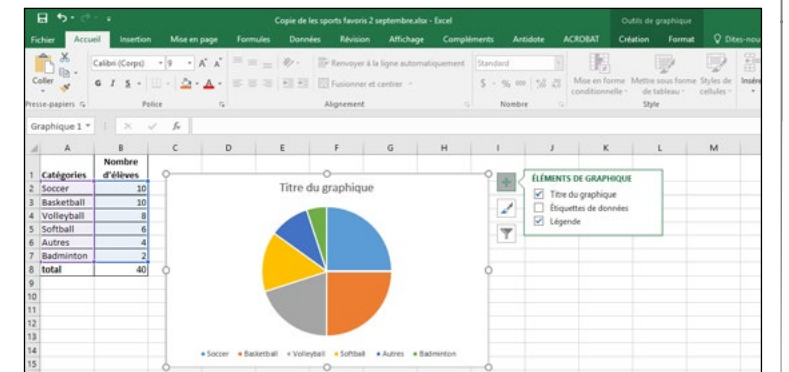 Copie de les sports favoris 2 septembre.xlsx - Excel
Outils de graphique
Fichier Accueil Insertion Mise en page Formules Données Révision Affichage Compléments Antidote ACROBAT Création Format Dites-nou
Coller
Calibri (Corps) 9 A A
G I S A
Renvoyer à la ligne automatiquement
Fusionner et centrer
Standard
$ % 000
Mise en forme conditionnelle
Mettre sous forme de tableau
Styles de cellules
Insére
Presse-papiers Police Alignement Nombre Style
Graphique 1 fx
A B C D E F G H I J K L M
Nombre
1 Catégories d'élèves
2 Soccer 10
3 Basketball 10
4 Volleyball 8
5 Softball 6
6 Autres 4
7 Badminton 2
8 total 40
9
10
11
12
13
14
15
Titre du graphique
Soccer Basketball Volleyball Softball Autres Badminton
ÉLÉMENTS DE GRAPHIQUE
Titre du graphique
Étiquettes de données
Légende